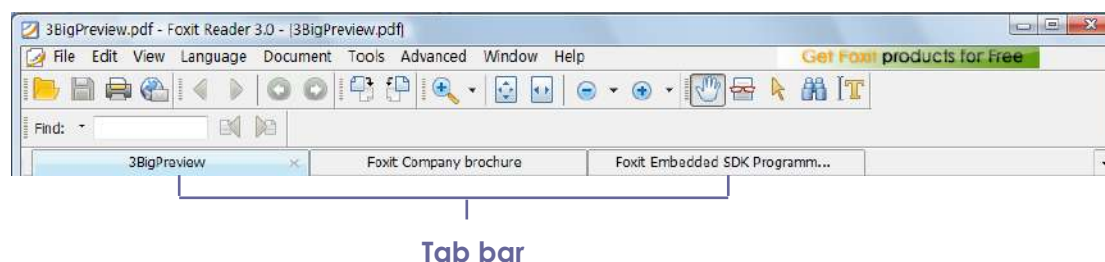 3BigPreview.pdf - Foxit Reader 3.0 - [3BigPreview.pdf]
File Edit View Language Document Tools Advanced Window Help Get Foxit products for Free
Find:
3BigPreview Foxit Company brochure Foxit Embedded SDK Programm...
Tab bar